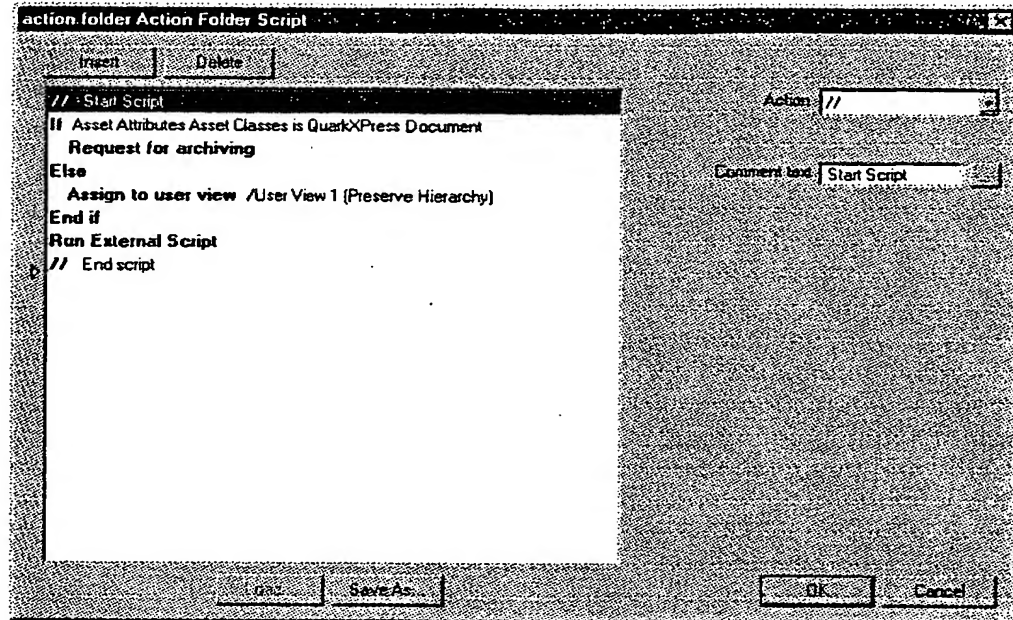 action.folder Action Folder Script
Insert Delete
// Start Script
If Asset Attributes Asset Classes is QuarkXPress Document
Request for archiving
Else
Assign to user view /User View 1 (Preserve Hierarchy)
End if
Run External Script
// End script
Action //
Comment text Start Script ...
Load... Save As...
OK Cancel